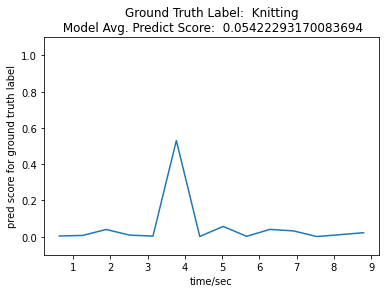 Ground Truth Label:  Knitting
Model Avg. Predict Score:  0.05422293170083694
1.0
0.8
0.6
0.4
0.2
0.0
pred score for ground truth label
1 2 3 4 5 6 7 8 9
time/sec